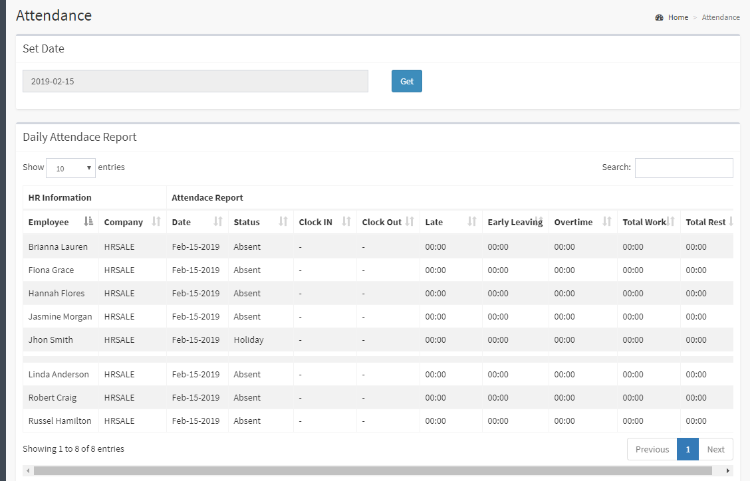 Attendance
Home > Attendance
Set Date
2019-02-15 Get
Daily Attendace Report
Show 10 entries Search:
HR Information Attendace Report
Employee Company Date Status Clock IN Clock Out Late Early Leaving Overtime Total Work Total Rest
Brianna Lauren HRSALE Feb-15-2019 Absent - - 00:00 00:00 00:00 00:00 00:00
Fiona Grace HRSALE Feb-15-2019 Absent - - 00:00 00:00 00:00 00:00 00:00
Hannah Flores HRSALE Feb-15-2019 Absent - - 00:00 00:00 00:00 00:00 00:00
Jasmine Morgan HRSALE Feb-15-2019 Absent - - 00:00 00:00 00:00 00:00 00:00
Jhon Smith HRSALE Feb-15-2019 Holiday - - 00:00 00:00 00:00 00:00 00:00
Linda Anderson HRSALE Feb-15-2019 Absent - - 00:00 00:00 00:00 00:00 00:00
Robert Craig HRSALE Feb-15-2019 Absent - - 00:00 00:00 00:00 00:00 00:00
Russel Hamilton HRSALE Feb-15-2019 Absent - - 00:00 00:00 00:00 00:00 00:00
Showing 1 to 8 of 8 entries Previous 1 Next